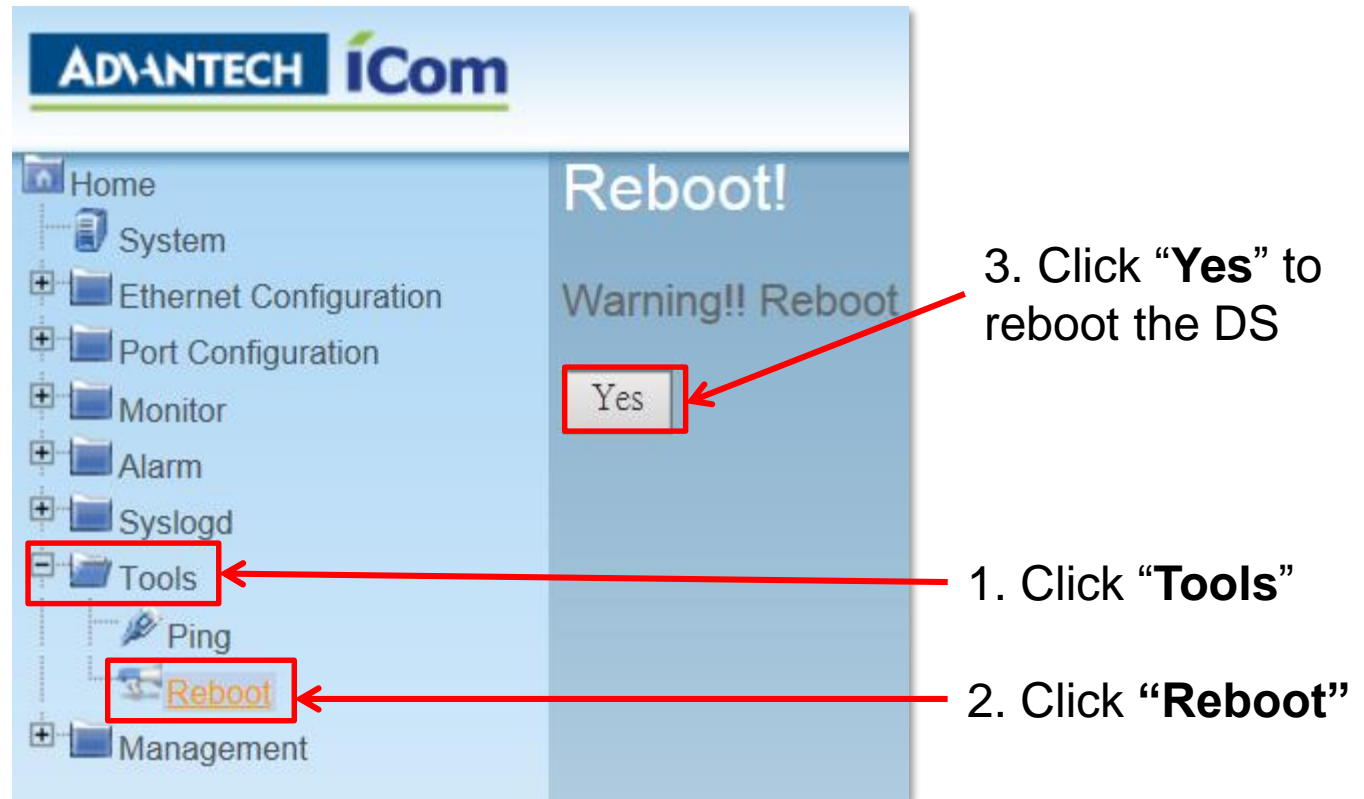 ADVANTECH iCom
Home
System
Ethernet Configuration
Port Configuration
Monitor
Alarm
Syslogd
Tools
Ping
Reboot
Management
Reboot!
Warning!! Reboot
Yes
3. Click “Yes” to
reboot the DS
1. Click “Tools”
2. Click “Reboot”